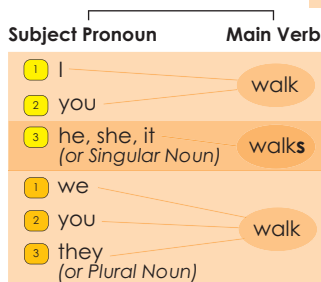 Subject Pronoun Main Verb
1 I
walk
2 you
3 he, she, it
(or Singular Noun)
walks
1 we
2 you
walk
3 they
(or Plural Noun)